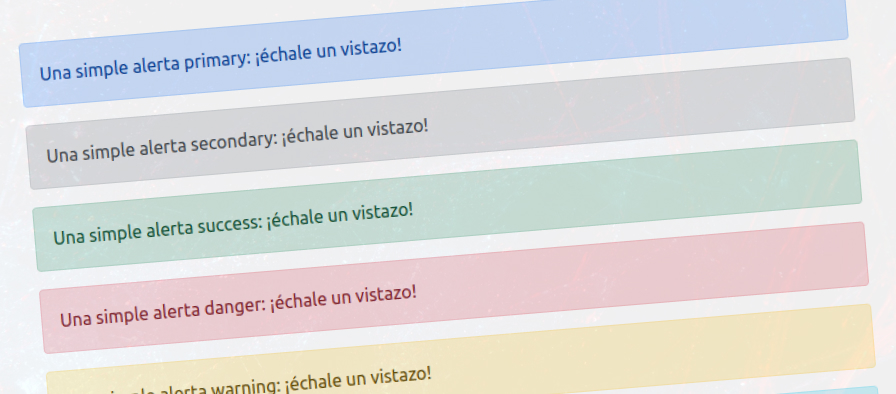 Una simple alerta primary: ¡échale un vistazo!
Una simple alerta secondary: ¡échale un vistazo!
Una simple alerta success: ¡échale un vistazo!
Una simple alerta danger: ¡échale un vistazo!
alerta warning: ¡échale un vistazo!